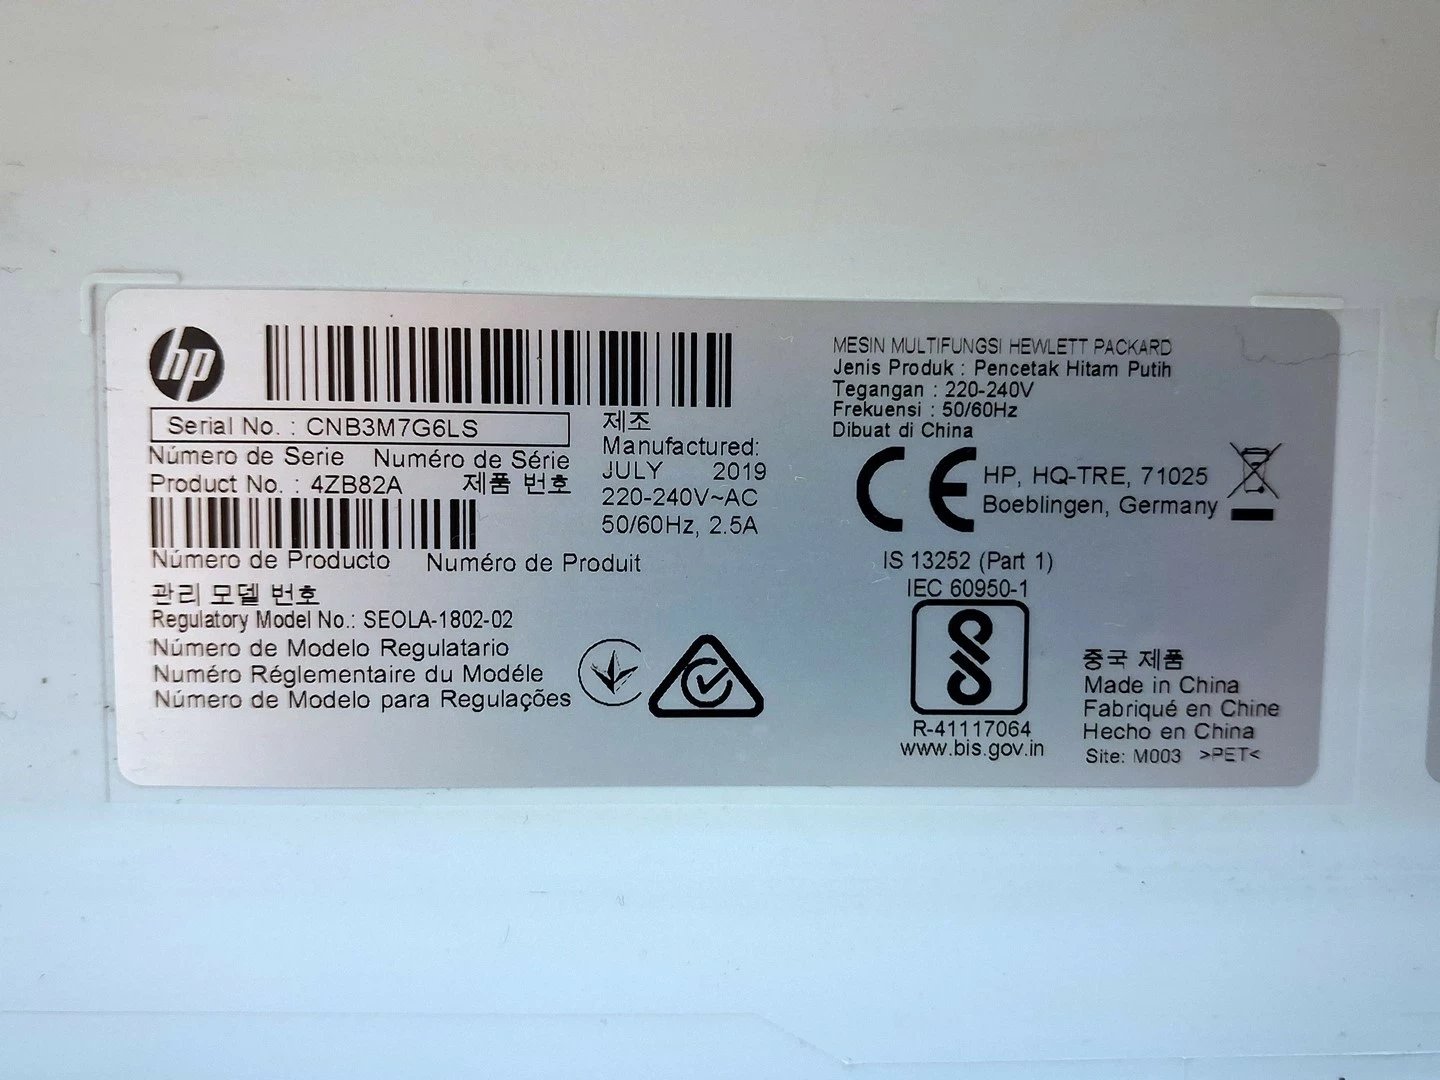 hp
Serial No. : CNB3M7G6LS
Número de Serie Numéro de Série
Product No. : 4ZB82A 제품 번호
Número de Producto Numéro de Produit
관리 모델 번호
Regulatory Model No.: SEOLA-1802-02
Número de Modelo Regulatario
Numéro Réglementaire du Modéle
Número de Modelo para Regulações
제조
Manufactured:
JULY 2019
220-240V~AC
50/60Hz, 2.5A
MESIN MULTIFUNGSI HEWLETT PACKARD
Jenis Produk : Pencetak Hitam Putih
Tegangan : 220-240V
Frekuensi : 50/60Hz
Dibuat di China
CE
HP, HQ-TRE, 71025
Boeblingen, Germany
IS 13252 (Part 1)
IEC 60950-1
R-41117064
www.bis.gov.in
중국 제품
Made in China
Fabriqué en Chine
Hecho en China
Site: M003 >PET<